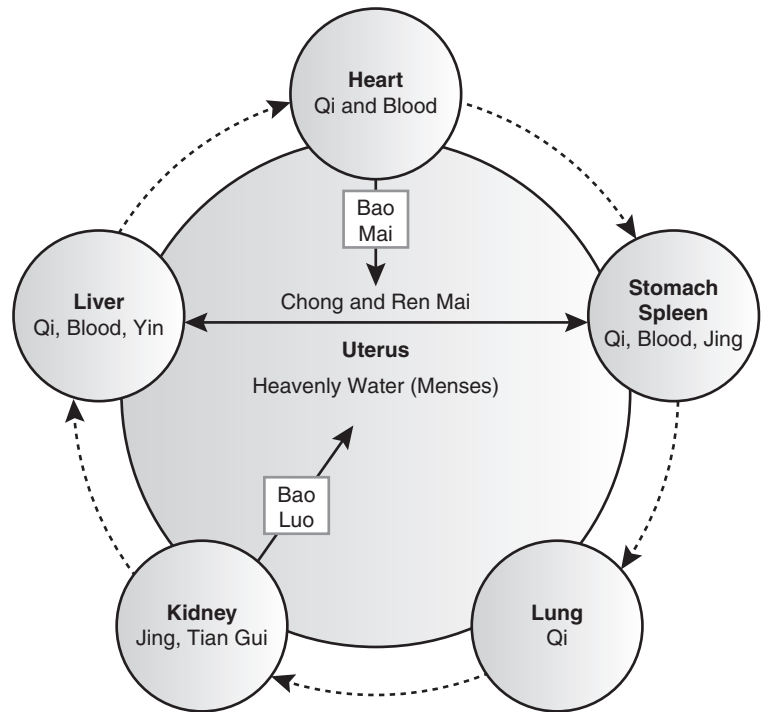 Heart
Qi and Blood
Bao
Mai
Liver
Qi, Blood, Yin
Chong and Ren Mai
Stomach
Spleen
Qi, Blood, Jing
Uterus
Heavenly Water (Menses)
Bao
Luo
Kidney
Jing, Tian Gui
Lung
Qi